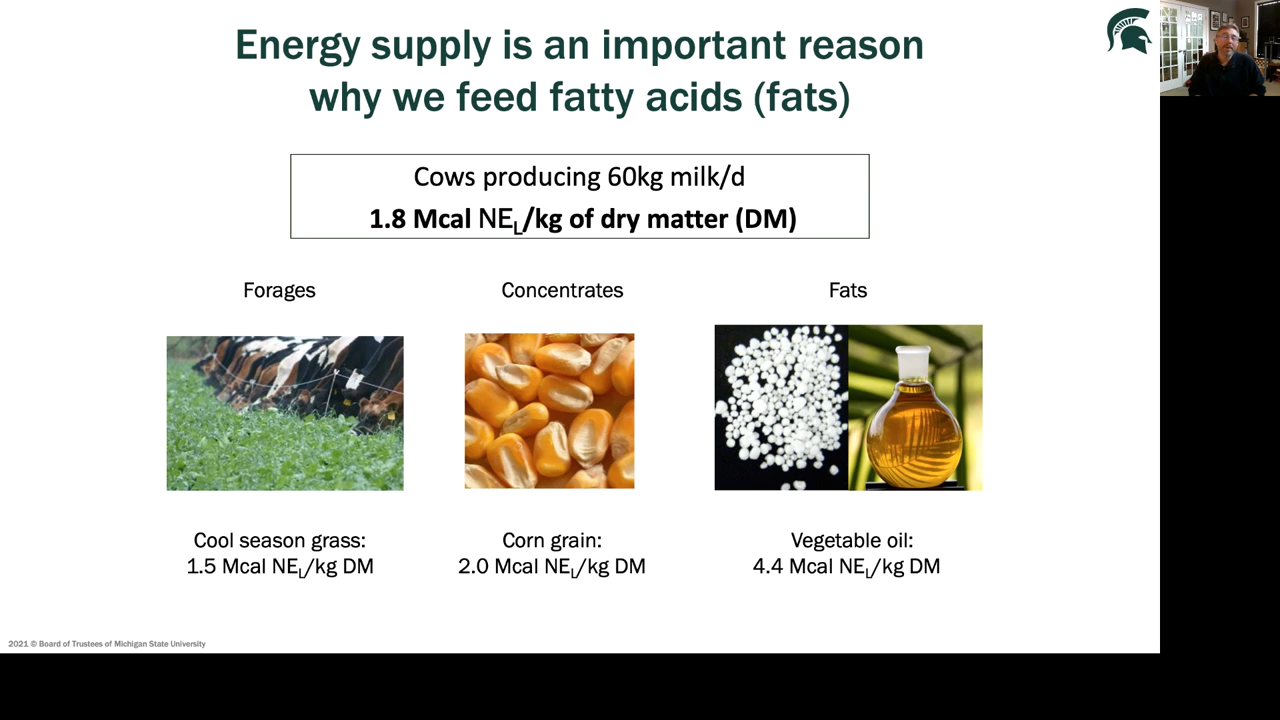 Energy supply is an important reason
why we feed fatty acids (fats)
Cows producing 60kg milk/d
1.8 Mcal NEL/kg of dry matter (DM)
Forages
Concentrates
Fats
Cool season grass:
1.5 Mcal NEL/kg DM
Corn grain:
2.0 Mcal NEL/kg DM
Vegetable oil:
4.4 Mcal NEL/kg DM
2021 © Board of Trustees of Michigan State University